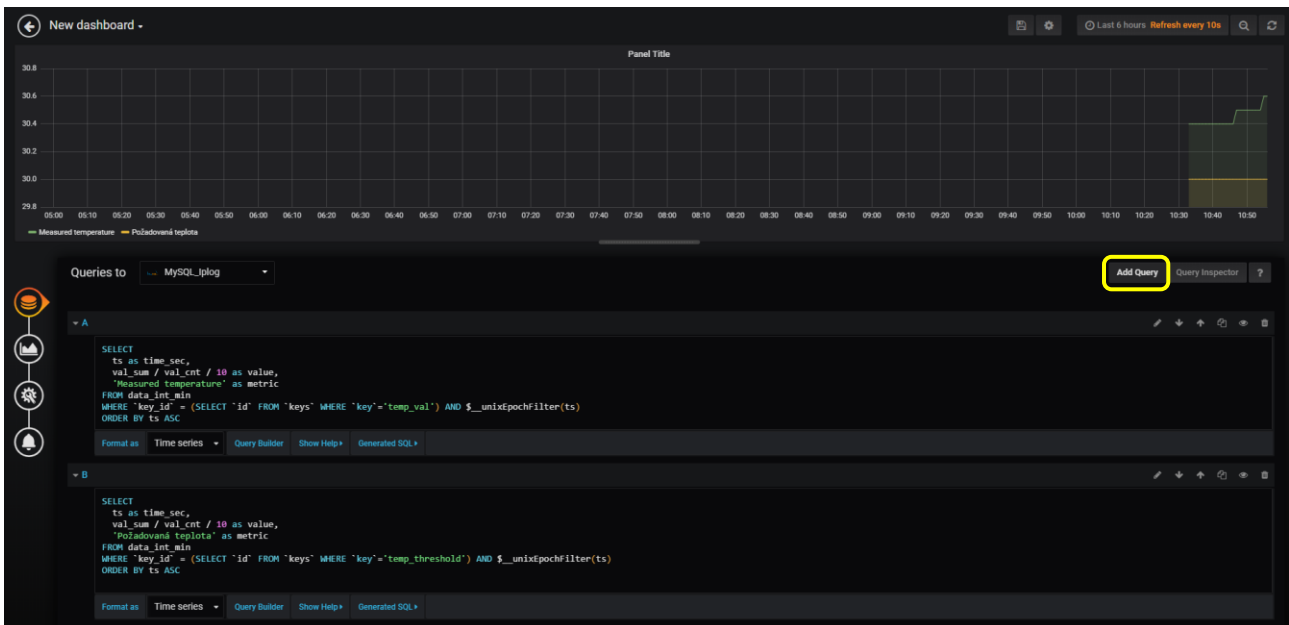 New dashboard
Last 6 hours Refresh every 10s
Panel Title
30.8
30.6
30.4
30.2
30.0
29.8
05:00 05:10 05:20 05:30 05:40 05:50 06:00 06:10 06:20 06:30 06:40 06:50 07:00 07:10 07:20 07:30 07:40 07:50 08:00 08:10 08:20 08:30 08:40 08:50 09:00 09:10 09:20 09:30 09:40 09:50 10:00 10:10 10:20 10:30 10:40 10:50
Measured temperature Požadovaná teplota
Queries to MySQL_Iplog Add Query Query Inspector ?
A
SELECT
ts as time_sec,
val_sum / val_cnt / 10 as value,
'Measured temperature' as metric
FROM data_int_min
WHERE `key_id` = (SELECT `id` FROM `keys` WHERE `key`='temp_val') AND $__unixEpochFilter(ts)
ORDER BY ts ASC
Format as Time series Query Builder Show Help Generated SQL
B
SELECT
ts as time_sec,
val_sum / val_cnt / 10 as value,
'Požadovaná teplota' as metric
FROM data_int_min
WHERE `key_id` = (SELECT `id` FROM `keys` WHERE `key`='temp_threshold') AND $__unixEpochFilter(ts)
ORDER BY ts ASC
Format as Time series Query Builder Show Help Generated SQL